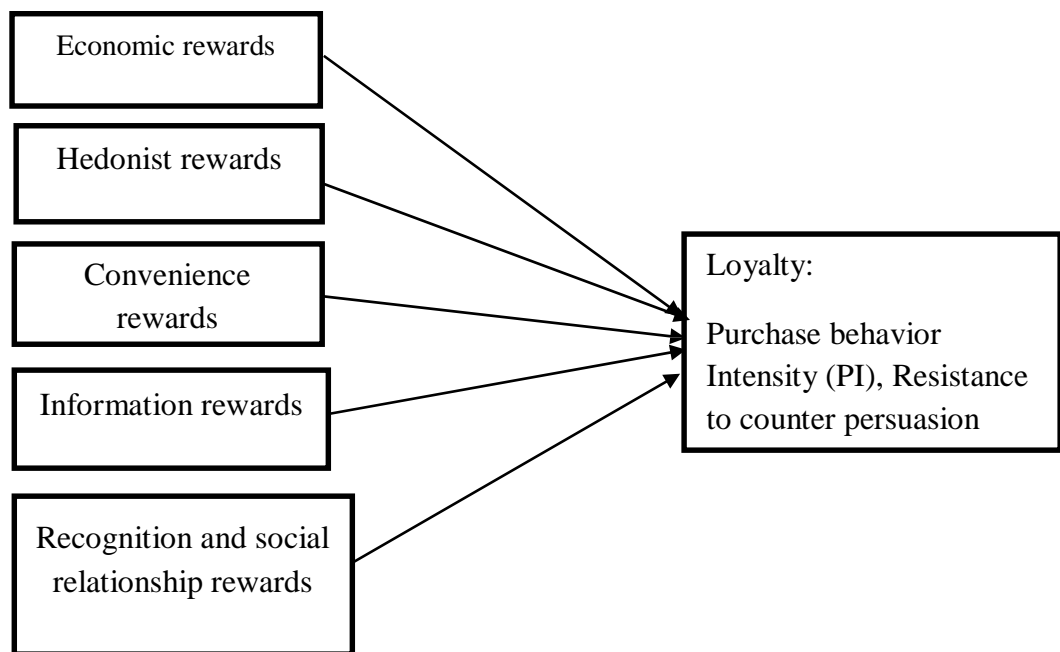 Economic rewards
Hedonist rewards
Convenience
rewards
Information rewards
Recognition and social
relationship rewards
Loyalty:
Purchase behavior
Intensity (PI), Resistance
to counter persuasion